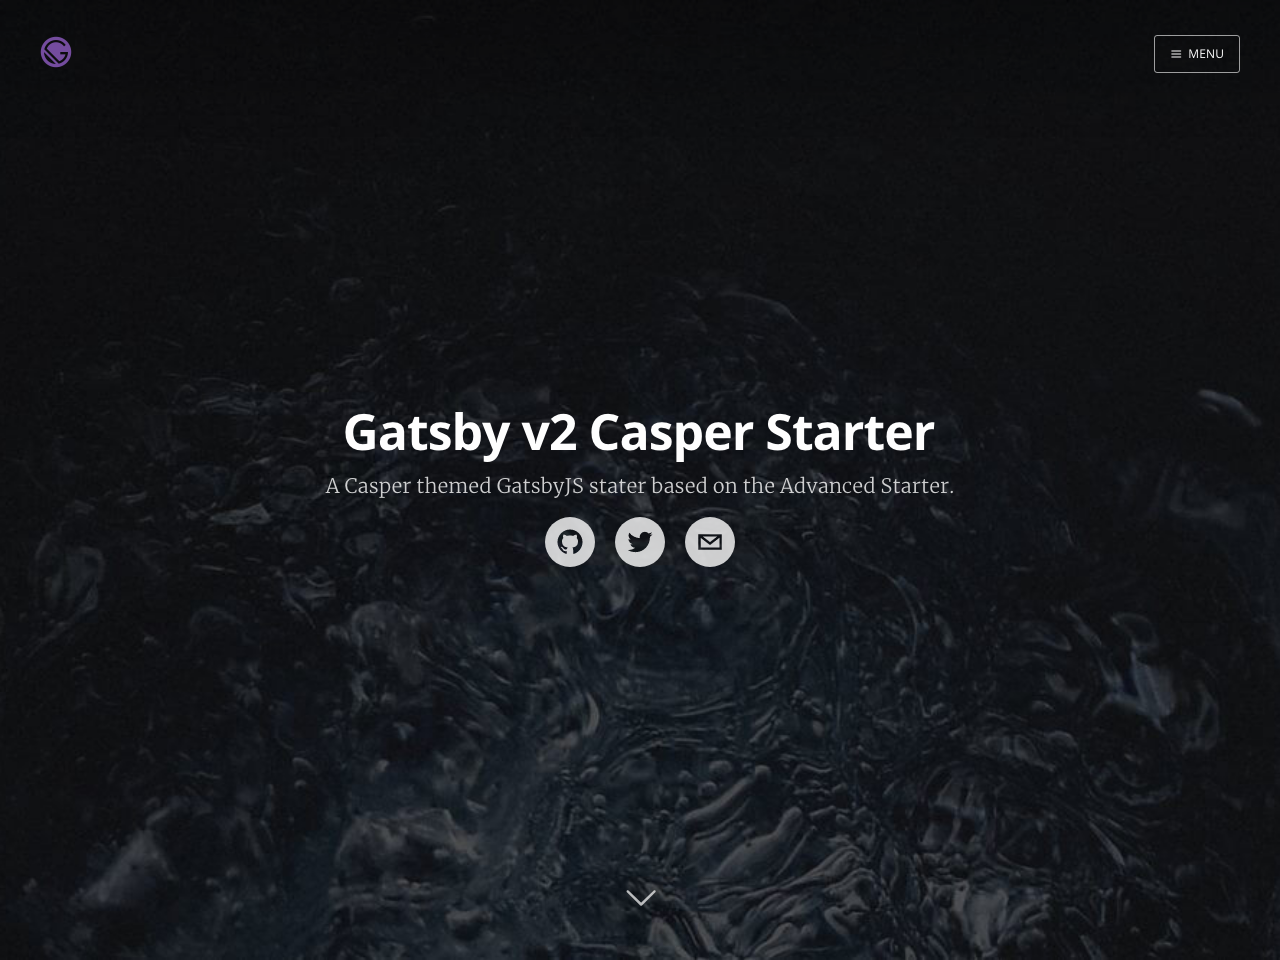 MENU
Gatsby v2 Casper Starter
A Casper themed GatsbyJS stater based on the Advanced Starter.